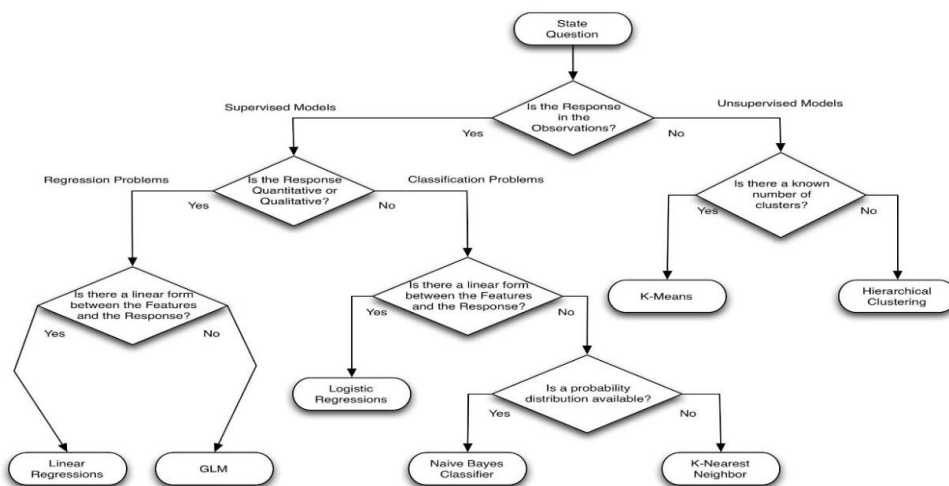 State
Question
Supervised Models
Is the Response
in the
Observations?
Unsupervised Models
Yes
No
Regression Problems
Is the Response
Quantitative or
Qualitative?
Classification Problems
Yes
No
Is there a known
number of
clusters?
Yes
No
Is there a linear form
between the Features
and the Response?
Yes
No
Is there a linear form
between the Features
and the Response?
Yes
No
K-Means
Hierarchical
Clustering
Logistic
Regressions
Is a probability
distribution available?
Yes
No
Linear
Regressions
GLM
Naive Bayes
Classifier
K-Nearest
Neighbor